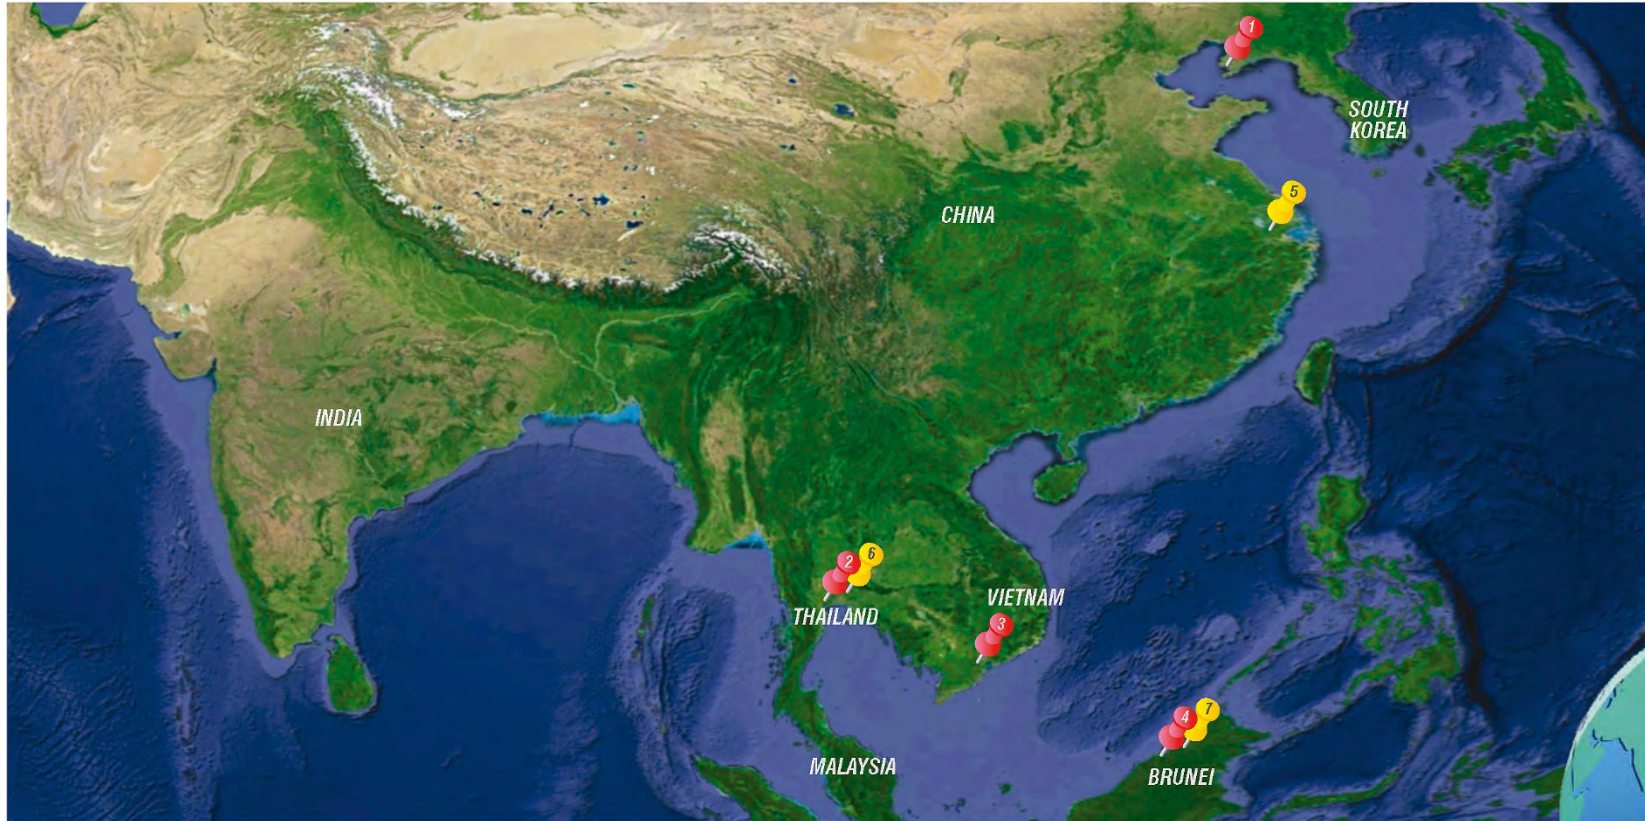 1
SOUTH
KOREA
5
CHINA
INDIA
2
6
THAILAND
VIETNAM
3
4
7
MALAYSIA
BRUNEI